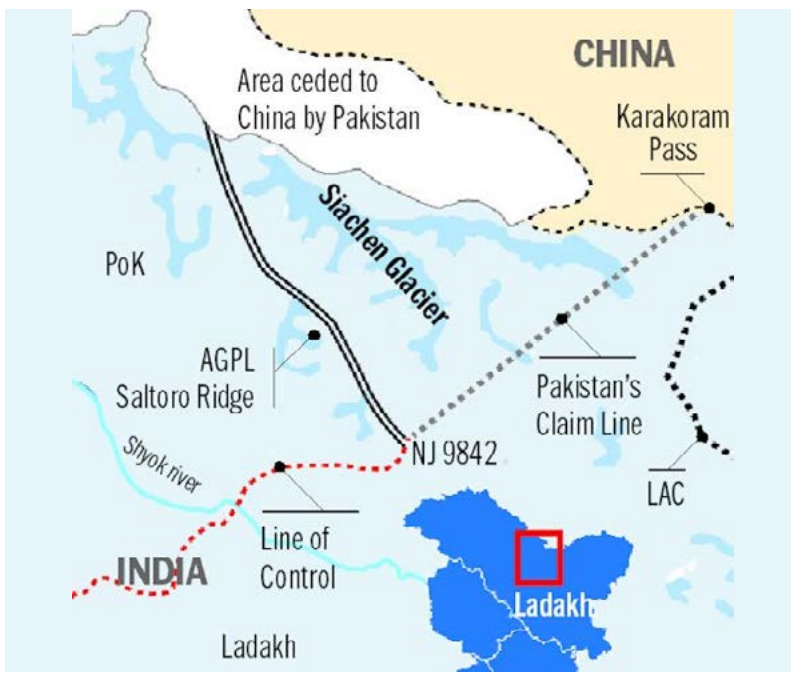 CHINA
Area ceded to
China by Pakistan
Karakoram
Pass
Siachen Glacier
PoK
AGPL
Saltoro Ridge
Pakistan's
Claim Line
NJ 9842
Shyok river
LAC
Line of
Control
INDIA
Ladakh
Ladakh